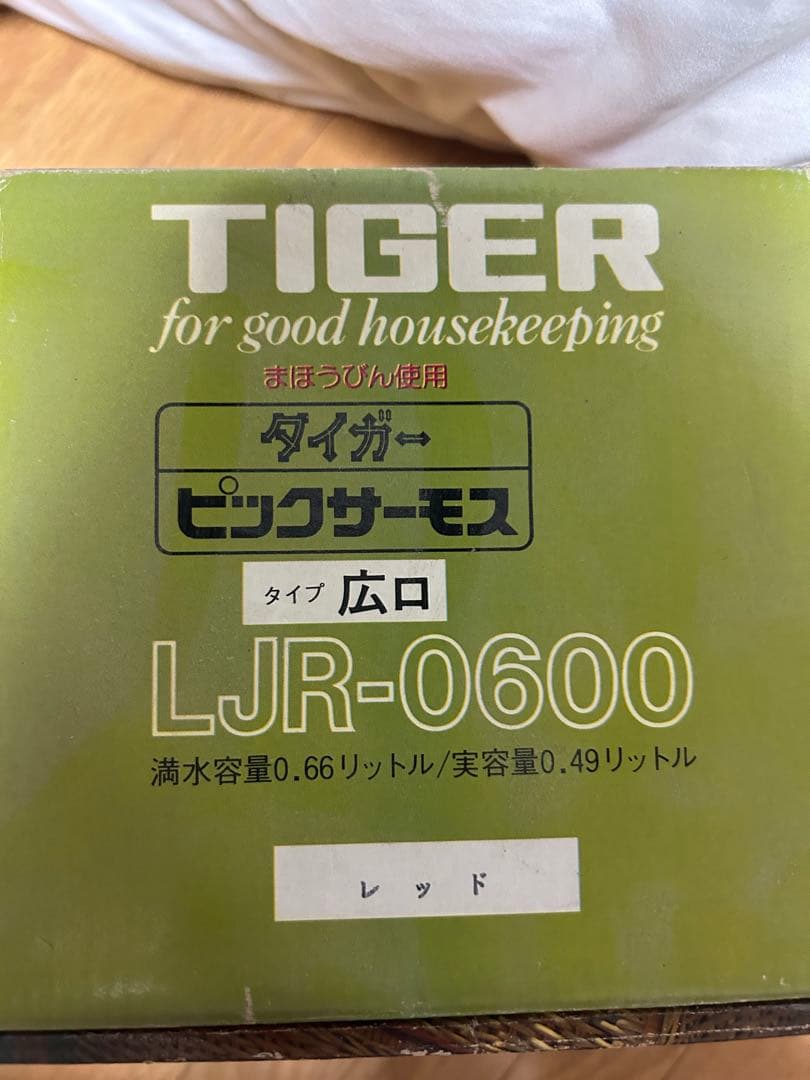 TIGER
for good housekeeping
まほうびん使用
タイガー
ピックサーモス
タイプ 広口
LJR-0600
満水容量0.66リットル/実容量0.49リットル
レッド